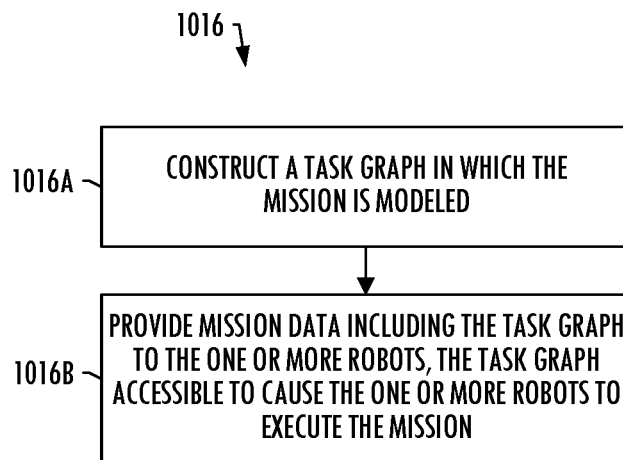 1016
1016A
CONSTRUCT A TASK GRAPH IN WHICH THE
MISSION IS MODELED
1016B
PROVIDE MISSION DATA INCLUDING THE TASK GRAPH
TO THE ONE OR MORE ROBOTS, THE TASK GRAPH
ACCESSIBLE TO CAUSE THE ONE OR MORE ROBOTS TO
EXECUTE THE MISSION